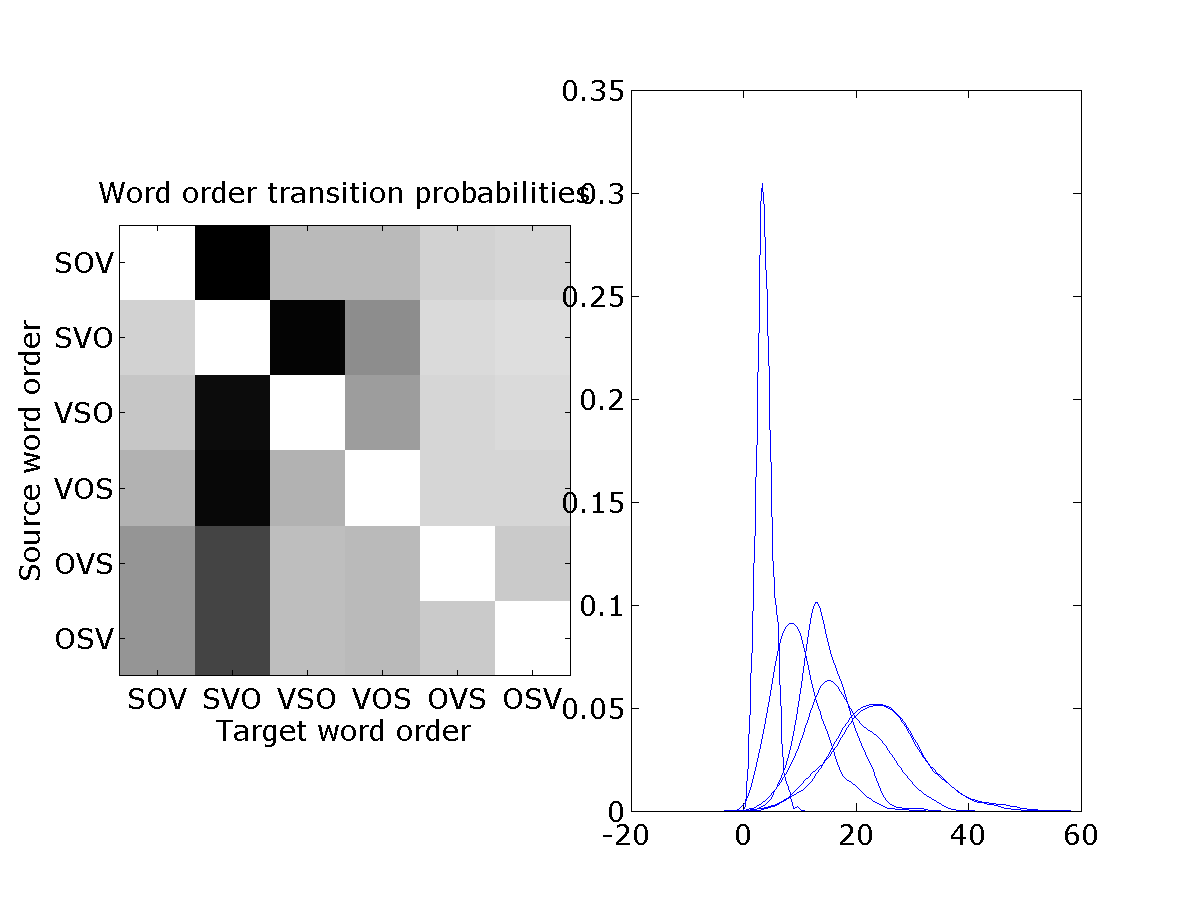 Word order transition probabilities
Source word order
SOV
SVO
VSO
VOS
OVS
OSV
SOV SVO VSO VOS OVS OSV
Target word order
0.35
0.3
0.25
0.2
0.15
0.1
0.05
0
-20 0 20 40 60